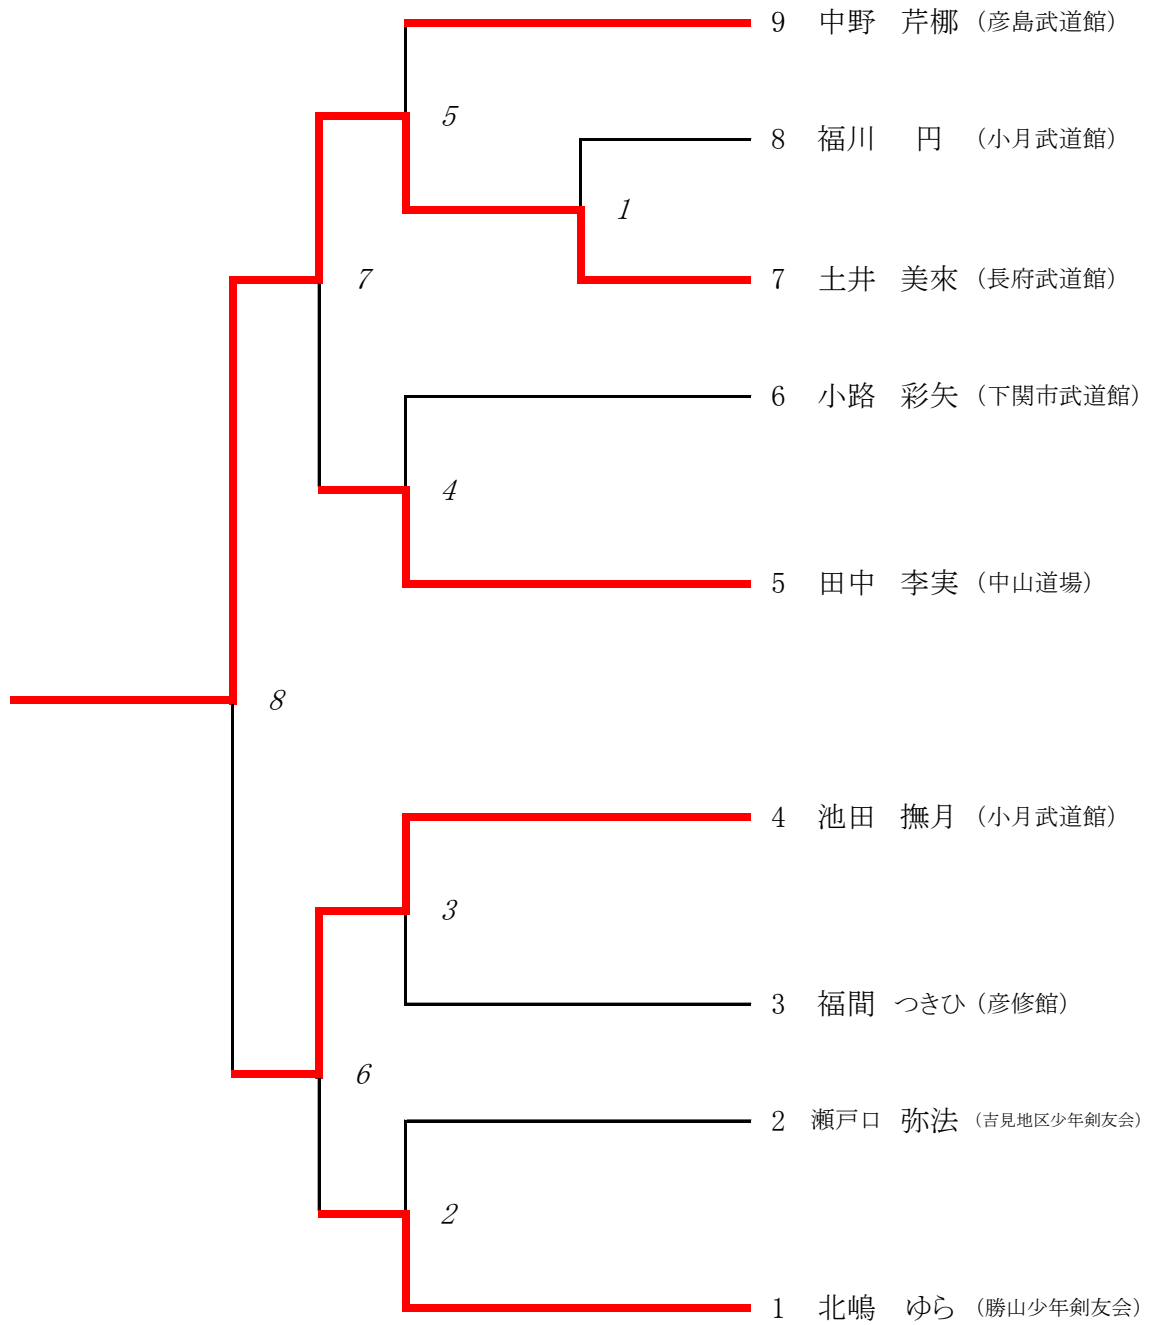 9 中野 芹梛 （彦島武道館）
5
8 福川 円 （小月武道館）
1
7 7 土井 美來 （長府武道館）
6 小路 彩矢 （下関市武道館）
4
5 田中 李実 （中山道場）
8
4 池田 撫月 （小月武道館）
3
3 福間 つきひ （彦修館）
6
2 瀬戸口 弥法 （吉見地区少年剣友会）
2
1 北嶋 ゆら （勝山少年剣友会）